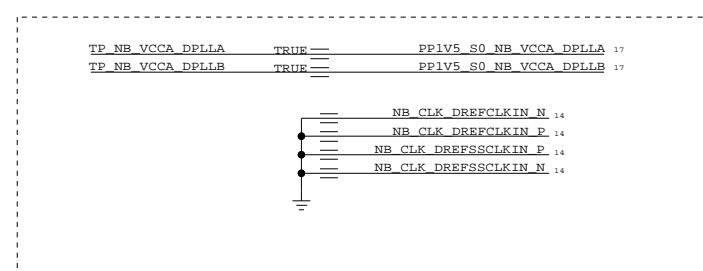 TP_NB_VCCA_DPLLA TRUE PP1V5_S0_NB_VCCA_DPLLA 17
TP_NB_VCCA_DPLLB TRUE PP1V5_S0_NB_VCCA_DPLLB 17
NB_CLK_DREFCLKIN_N 14
NB_CLK_DREFCLKIN_P 14
NB_CLK_DREFSSCLKIN_P 14
NB_CLK_DREFSSCLKIN_N 14